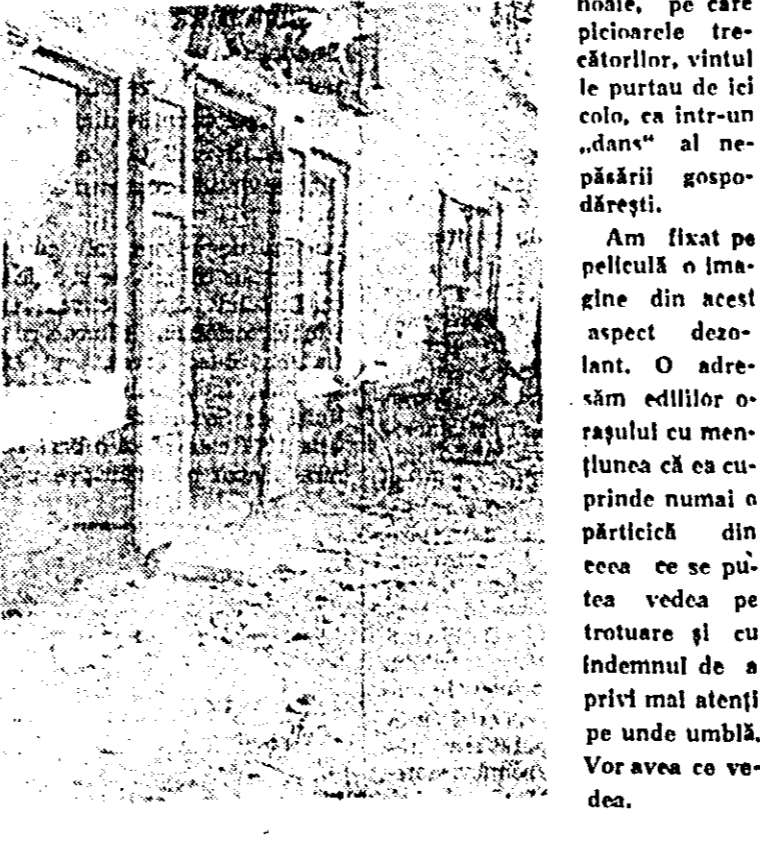 noaie, pe care
picioarele tre-
cătorilor, vîntul
le purtau de ici
colo, ca într-un
„dans“ al ne-
păsării gospo-
dărești.
Am fixat pe
peliculă o ima-
gine din acest
aspect dezo-
lant. O adre-
săm edililor o-
rașului cu men-
țiunea că ea cu-
prinde numai o
părticică din
ceea ce se pu-
tea vedea pe
trotuare și cu
îndemnul de a
privi mai atenți
pe unde umblă.
Vor avea ce ve-
dea.